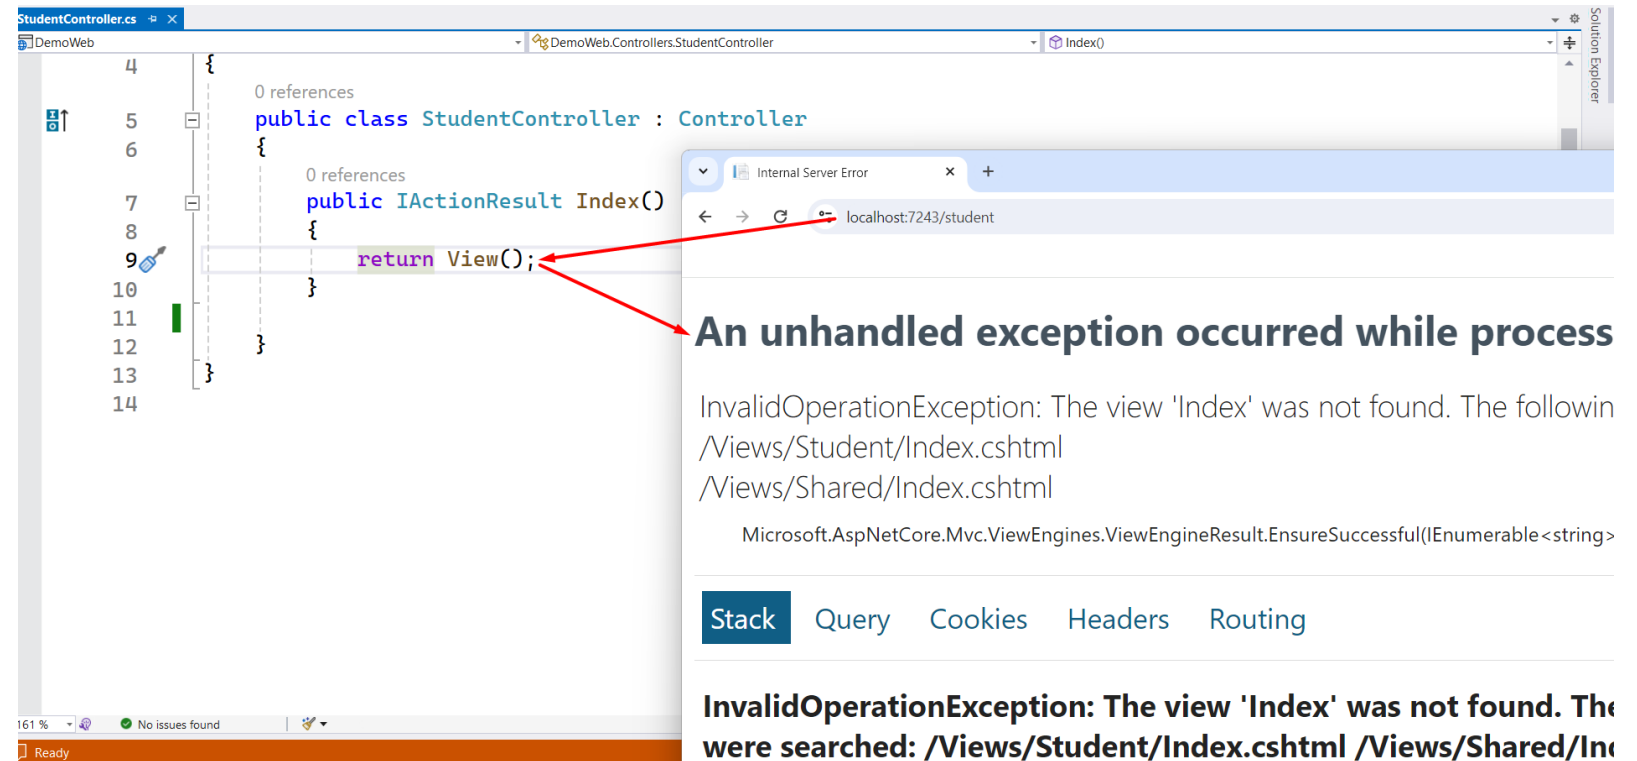 StudentController.cs
Solution Explorer
DemoWeb
DemoWeb.Controllers.StudentController
Index()
4 {
0 references
5 public class StudentController : Controller
6 {
0 references
7 public IActionResult Index()
8 {
9 return View();
10 }
11
12 }
13 }
14
161 %
No issues found
Ready
Internal Server Error
localhost:7243/student
An unhandled exception occurred while process
InvalidOperationException: The view 'Index' was not found. The followin
/Views/Student/Index.cshtml
/Views/Shared/Index.cshtml
Microsoft.AspNetCore.Mvc.ViewEngines.ViewEngineResult.EnsureSuccessful(IEnumerable<string>
Stack Query Cookies Headers Routing
InvalidOperationException: The view 'Index' was not found. The
were searched: /Views/Student/Index.cshtml /Views/Shared/Ind